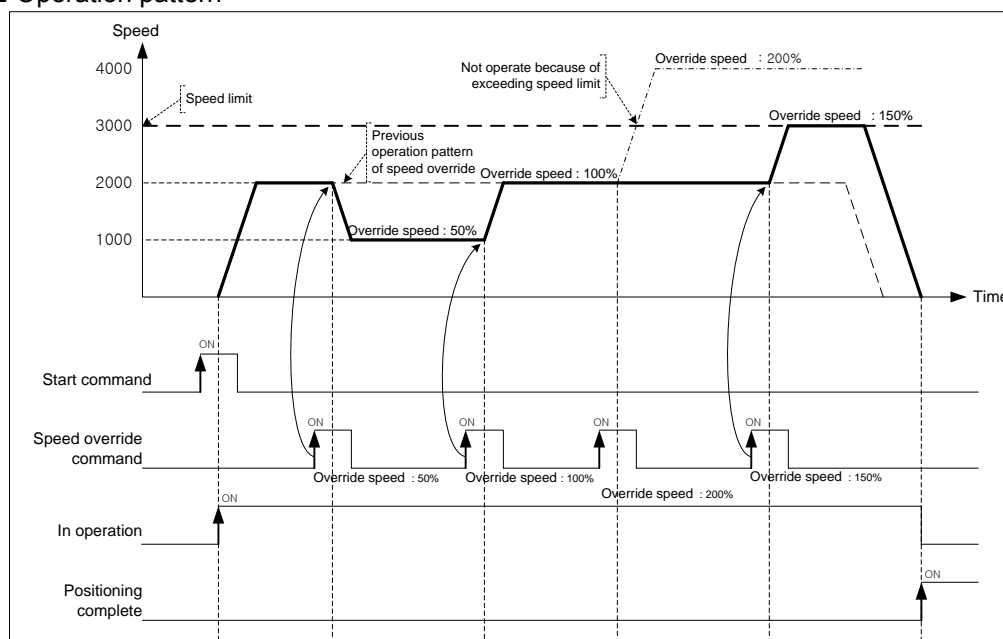 Operation pattern
Speed
4000
Override speed : 200%
Not operate because of
exceeding speed limit
Speed limit
3000
Override speed : 150%
Previous
operation pattern
of speed override
2000
Override speed : 100%
1000
Override speed : 50%
Time
ON
Start command
ON
ON
ON
ON
Speed override
command
Override speed : 50%
Override speed : 100%
Override speed : 150%
Override speed : 200%
ON
In operation
ON
Positioning
complete